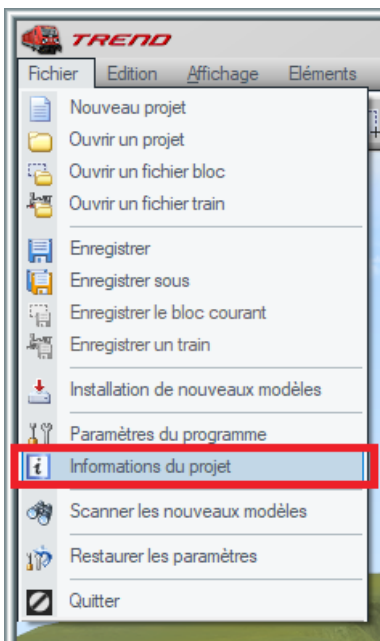 TREND
Fichier Edition Affichage Eléments
Nouveau projet
Ouvrir un projet
Ouvrir un fichier bloc
Ouvrir un fichier train
Enregistrer
Enregistrer sous
Enregistrer le bloc courant
Enregistrer un train
Installation de nouveaux modèles
Paramètres du programme
Informations du projet
Scanner les nouveaux modèles
Restaurer les paramètres
Quitter